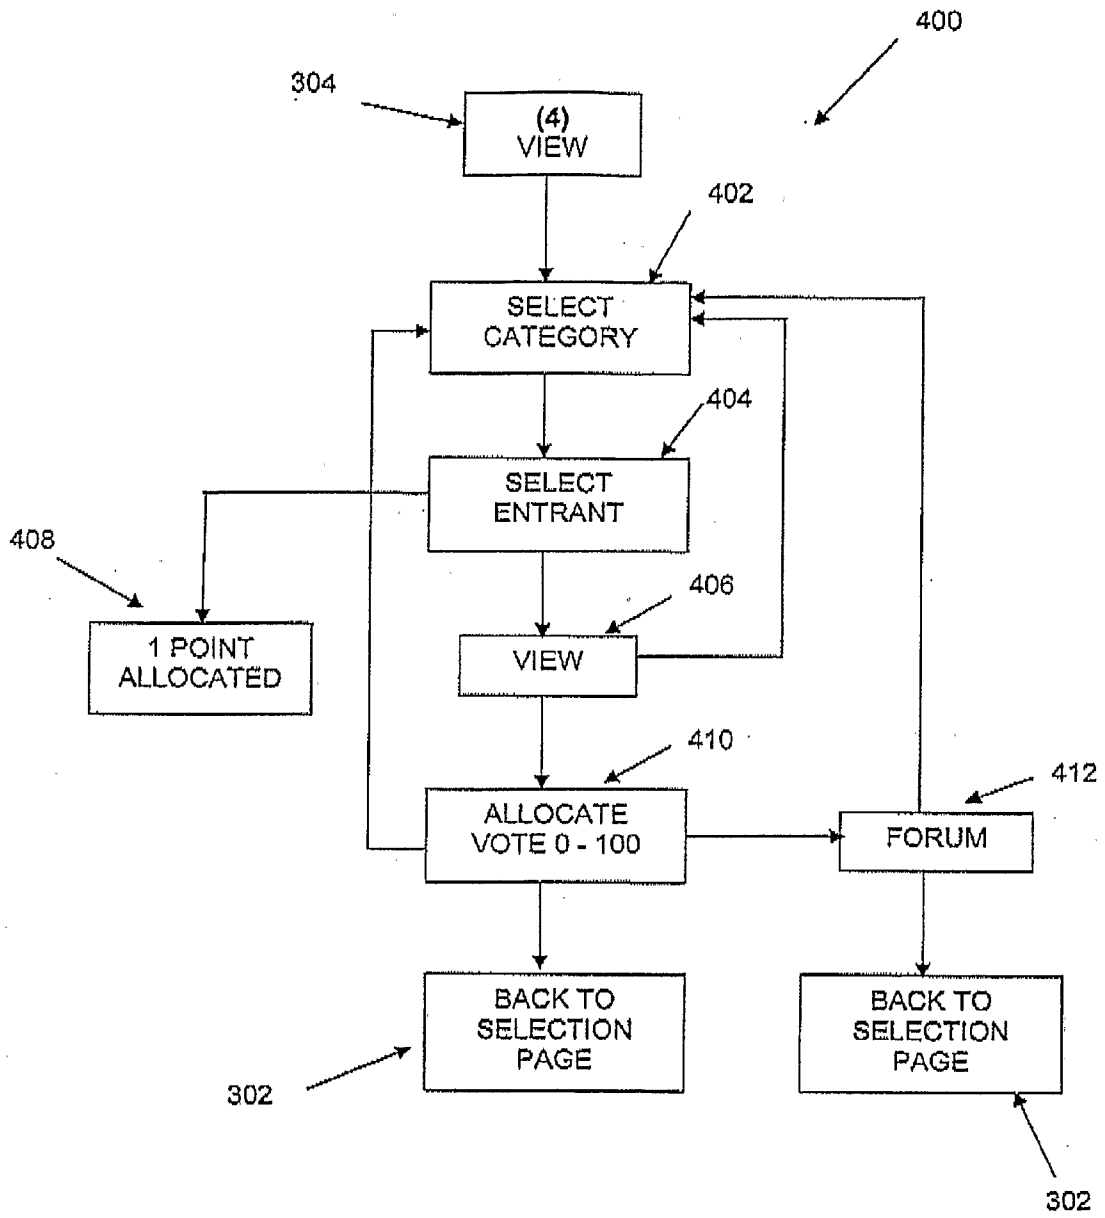 400
304
(4)
VIEW
402
SELECT
CATEGORY
404
SELECT
ENTRANT
408
406
1 POINT
ALLOCATED
VIEW
410
412
ALLOCATE
VOTE 0 - 100
FORUM
BACK TO
SELECTION
PAGE
BACK TO
SELECTION
PAGE
302
302